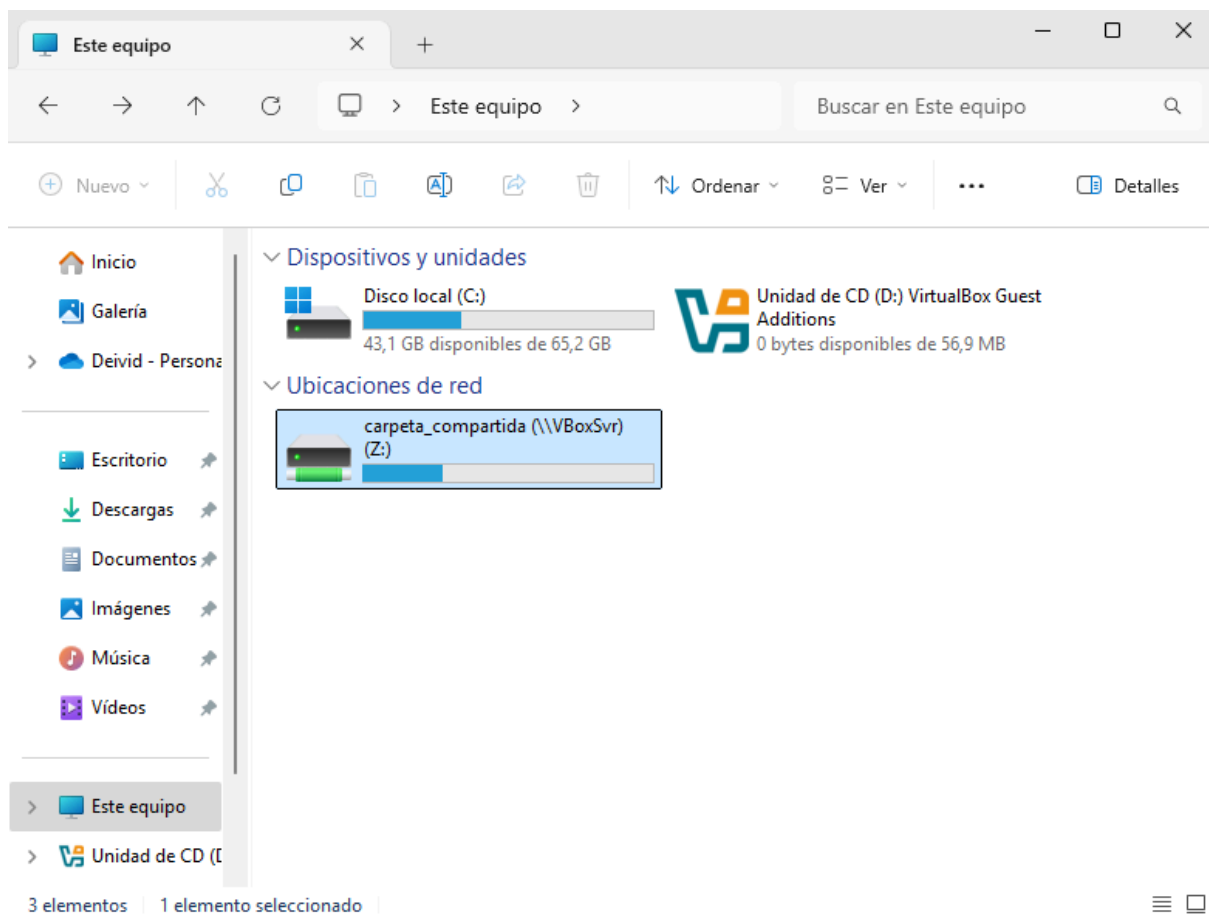 Este equipo
Este equipo
Buscar en Este equipo
Nuevo
Ordenar
Ver
Detalles
Inicio
Galería
Deivid - Persona
Escritorio
Descargas
Documentos
Imágenes
Música
Vídeos
Este equipo
Unidad de CD (D
Dispositivos y unidades
Disco local (C:)
43,1 GB disponibles de 65,2 GB
Unidad de CD (D:) VirtualBox Guest
Additions
0 bytes disponibles de 56,9 MB
Ubicaciones de red
carpeta_compartida (\\VBoxSvr)
(Z:)
3 elementos
1 elemento seleccionado